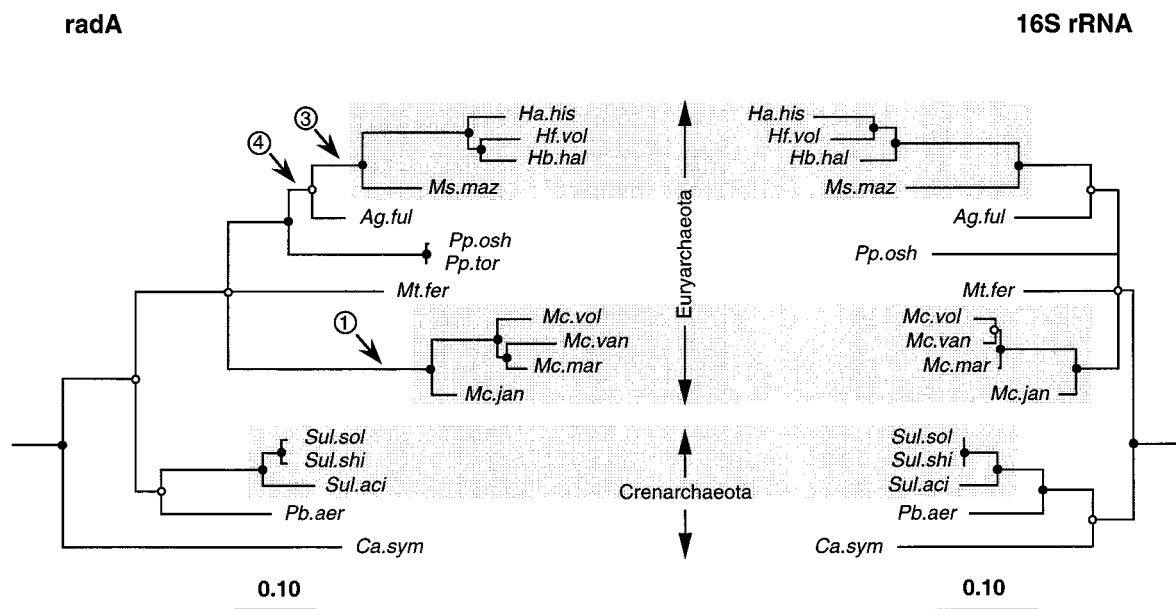 radA
16S rRNA
③
④
①
Ha.his
Hf.vol
Hb.hal
Ms.maz
Ag.ful
Pp.osh
Pp.tor
Mt.fer
Mc.vol
Mc.van
Mc.mar
Mc.jan
Sul.sol
Sul.shi
Sul.aci
Pb.aer
Ca.sym
0.10
Euryarchaeota
Crenarchaeota
Ha.his
Hf.vol
Hb.hal
Ms.maz
Ag.ful
Pp.osh
Mt.fer
Mc.vol
Mc.van
Mc.mar
Mc.jan
Sul.sol
Sul.shi
Sul.aci
Pb.aer
Ca.sym
0.10